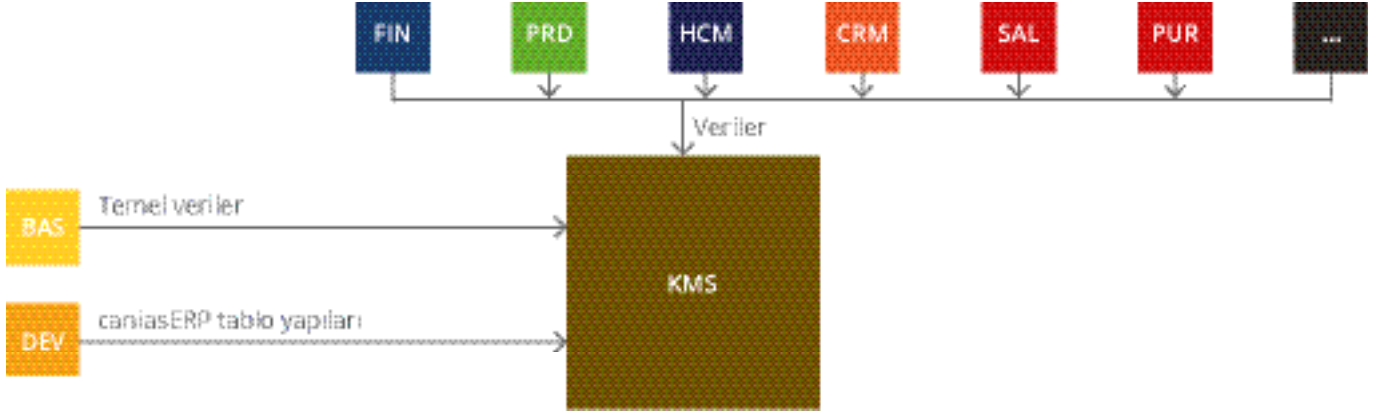 FIN PRD HCM CRM SAL PUR ...
Veriler
Temel veriler
BAS
KMS
caniasERP tablo yapıları
DEV